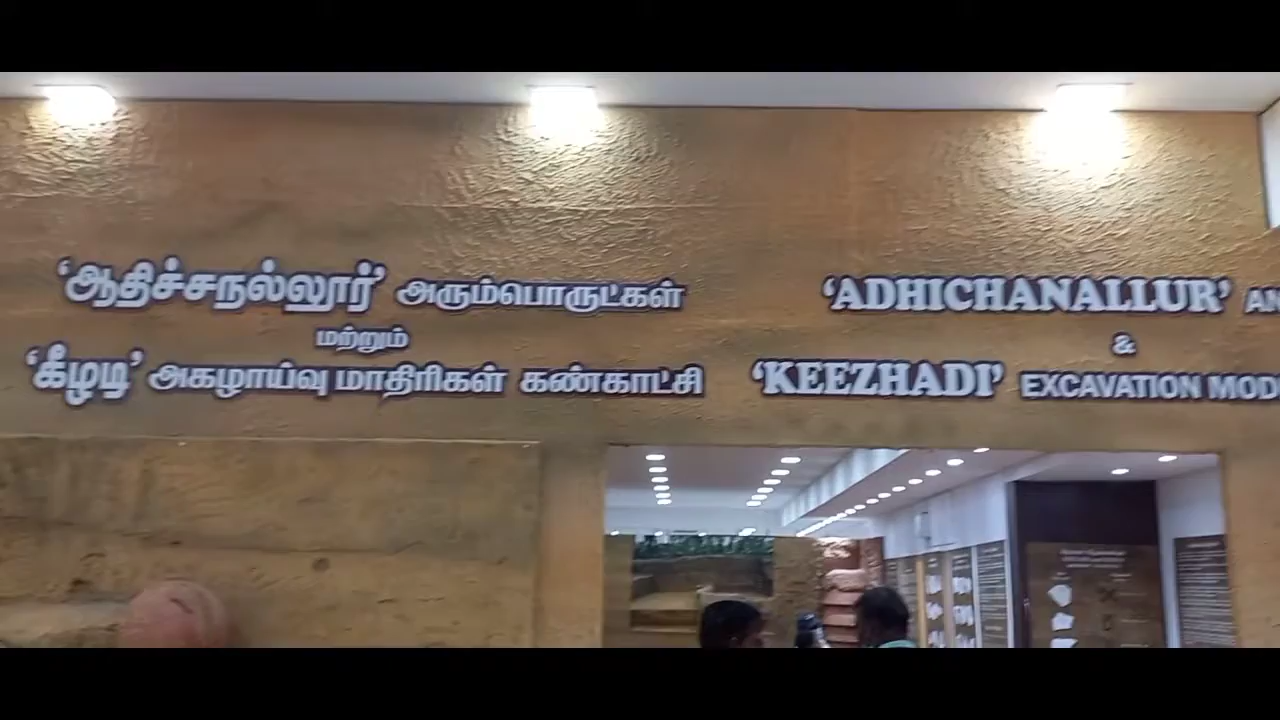 ‘ஆதிச்சநல்லூர்’ அரும்பொருட்கள்
மற்றும்
‘கீழடி’ அகழாய்வு மாதிரிகள் கண்காட்சி
‘ADHICHANALLUR’
&
‘KEEZHADI’ EXCAVATION